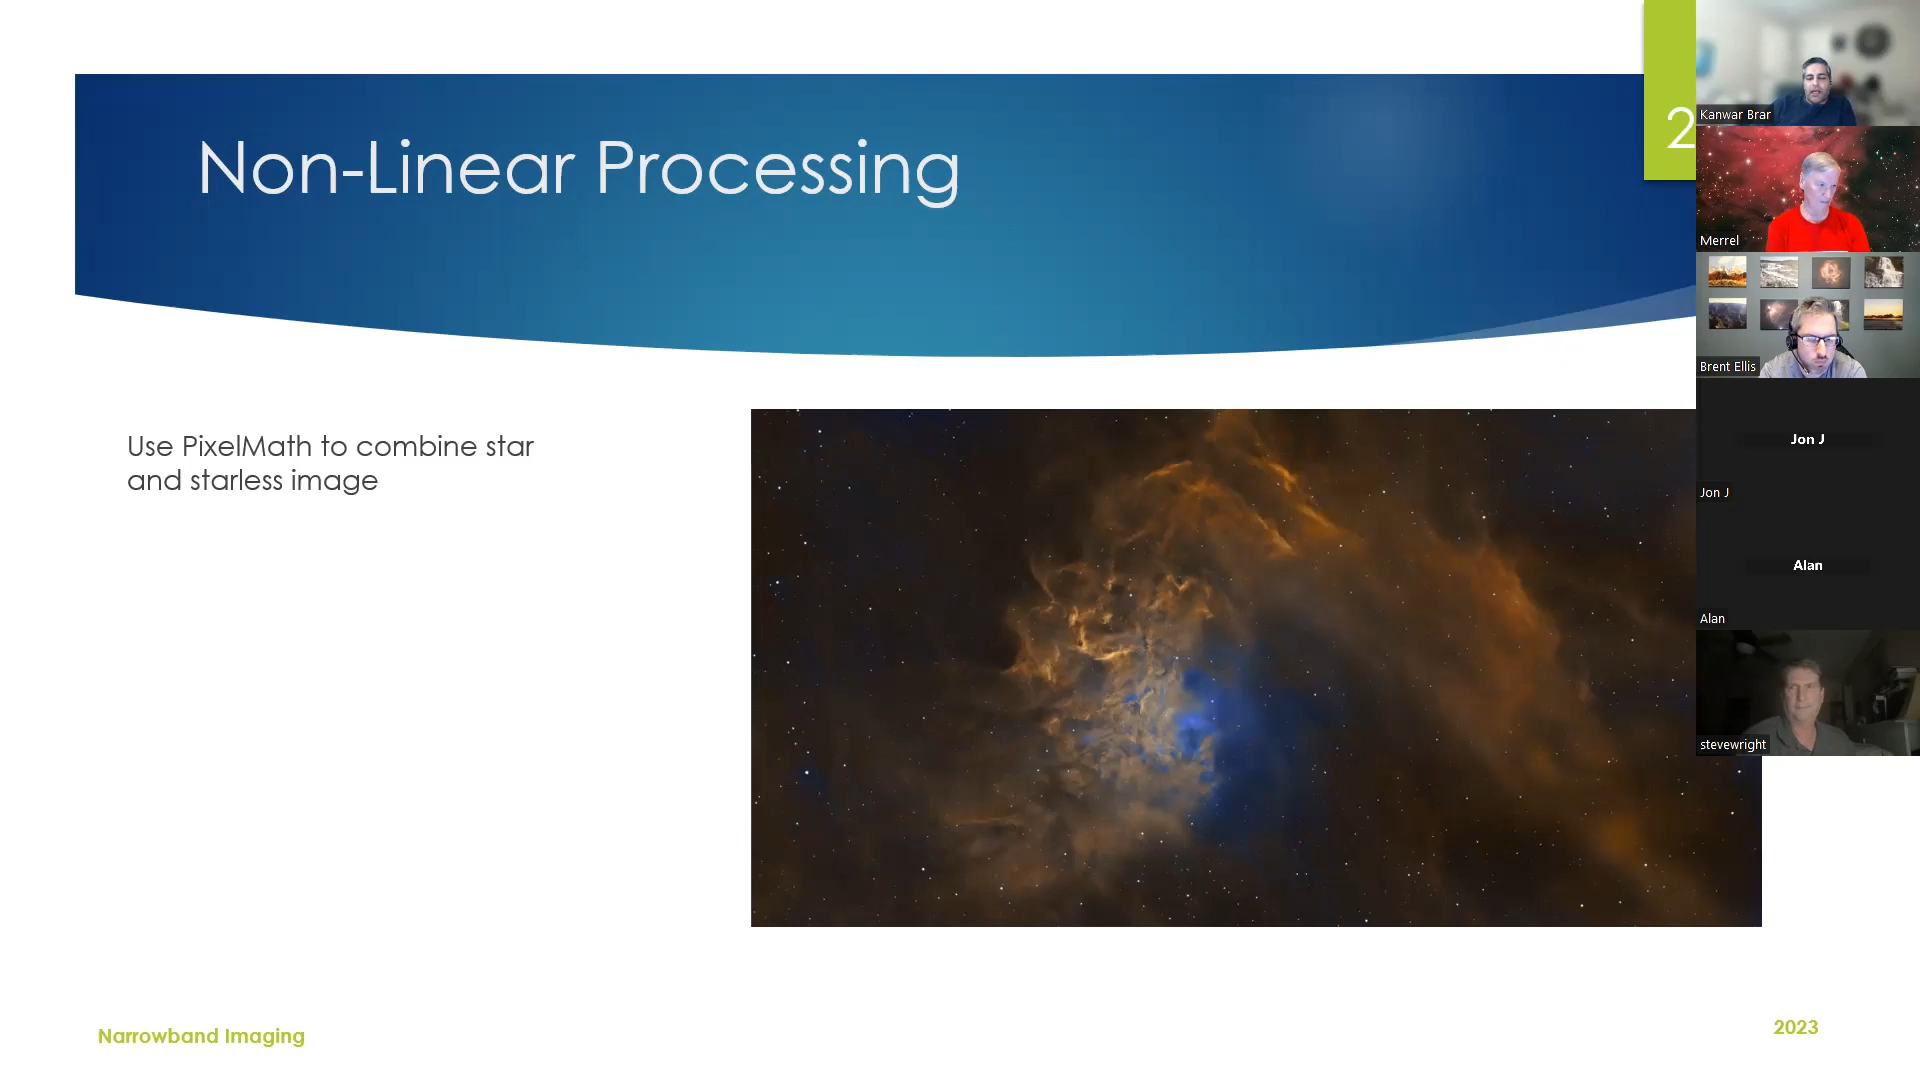 Non-Linear Processing
2
Use PixelMath to combine star
and starless image
Narrowband Imaging
2023
Kanwar Brar
Merrel
Brent Ellis
Jon J
Jon J
Alan
Alan
stevewright